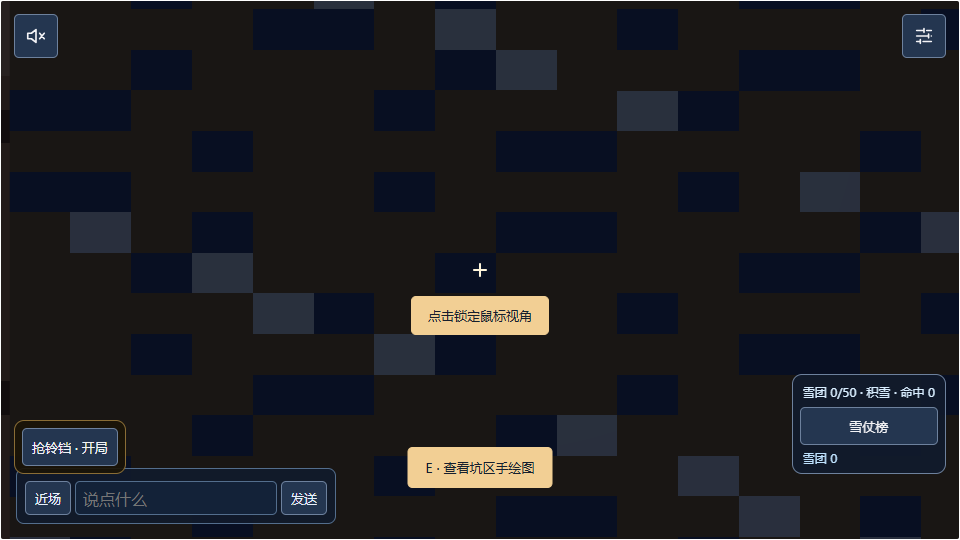 点击锁定鼠标视角
雪团 0/50 · 积雪 · 命中 0
雪仗榜
雪团 0
抢铃铛 · 开局
E · 查看坑区手绘图
近场
说点什么
发送